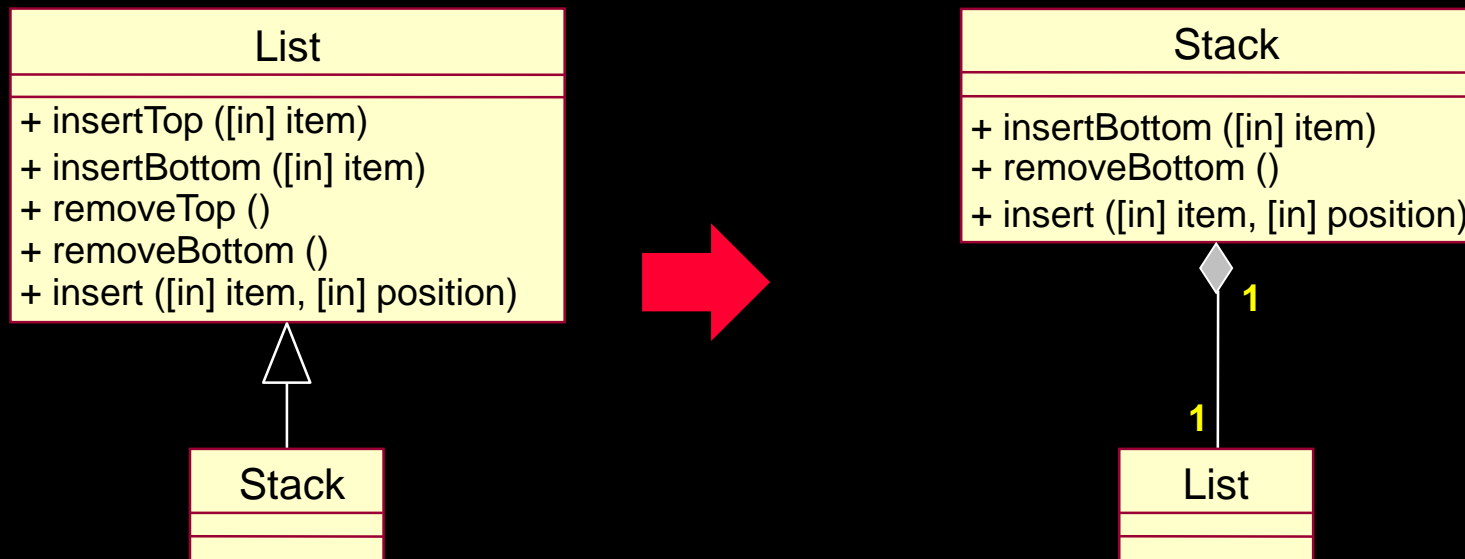 List
+ insertTop ([in] item)
+ insertBottom ([in] item)
+ removeTop ()
+ removeBottom ()
+ insert ([in] item, [in] position)
Stack
Stack
+ insertBottom ([in] item)
+ removeBottom ()
+ insert ([in] item, [in] position)
1
1
List